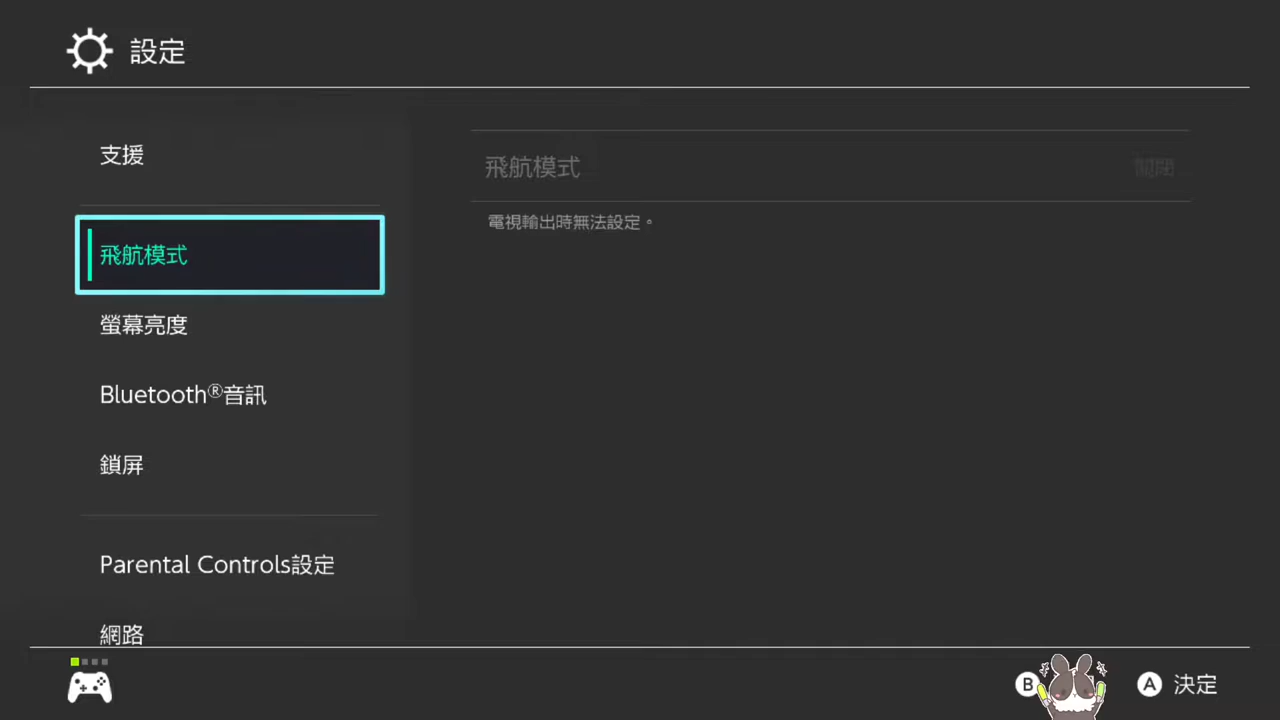 設定
支援
飛航模式
螢幕亮度
Bluetooth®音訊
鎖屏
Parental Controls設定
網路
飛航模式
關閉
電視輸出時無法設定。
B
A 決定